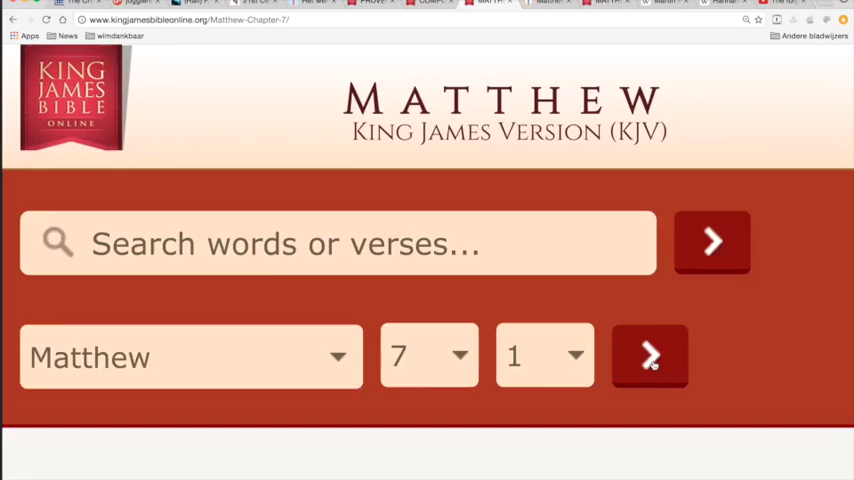 www.kingjamesbibleonline.org/Matthew-Chapter-7/
Apps News wimdankbaar Andere bladwijzers
KING
JAMES
BIBLE
ONLINE
MATTHEW
KING JAMES VERSION (KJV)
Search words or verses...
Matthew 7 1